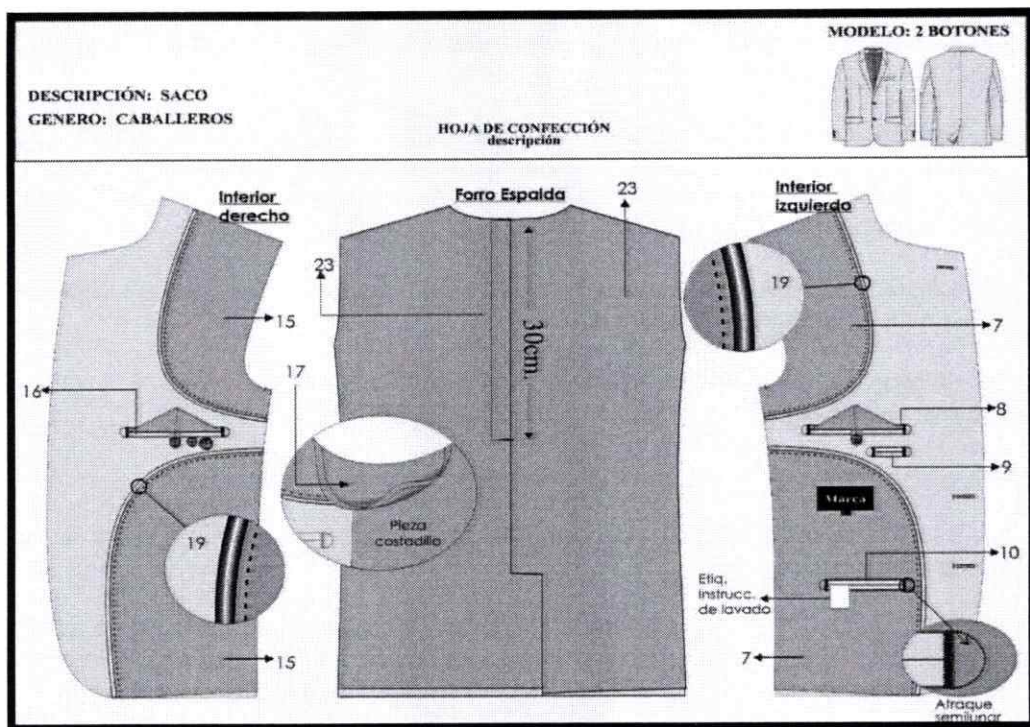 MODELO: 2 BOTONES
DESCRIPCIÓN: SACO
GENERO: CABALLEROS
HOJA DE CONFECCIÓN
descripción
Interior
derecho
Forro Espalda
23
Interior
izquierdo
23
19
15
30cm.
7
17
16
8
9
Marca
19
Pieza
costadillo
10
Etiq.
instrucc.
de lavado
15
7
Atraque
semilunar